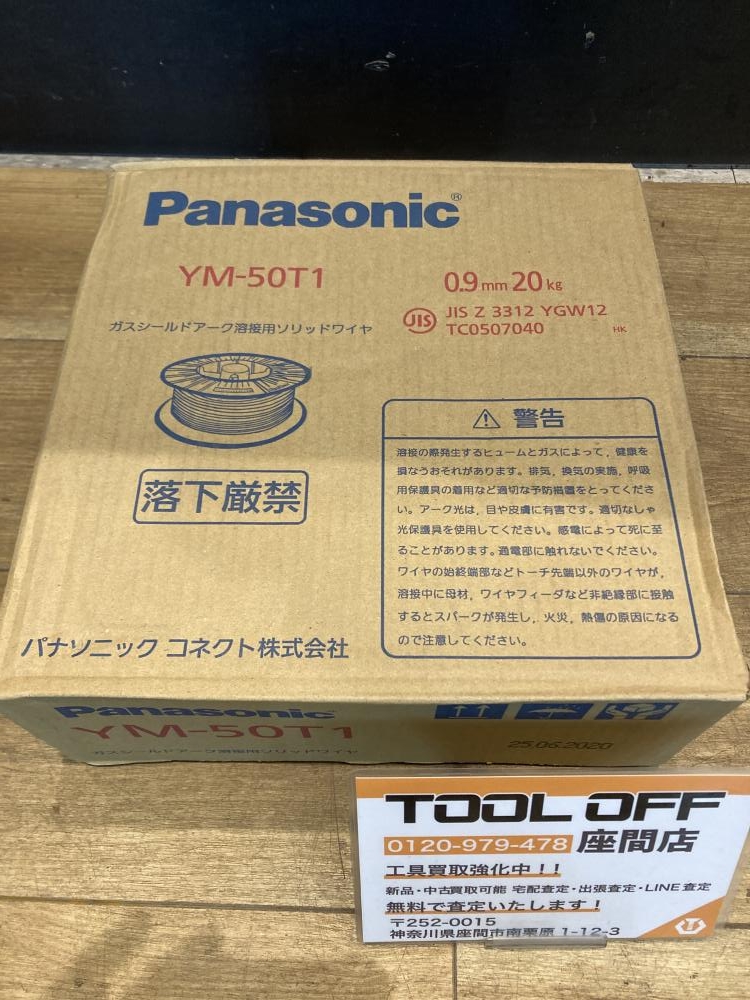 Panasonic®
YM-50T1
0.9mm 20kg
ガスシールドアーク溶接用ソリッドワイヤ
JIS JIS Z 3312 YGW12
TC0507040 HK
落下厳禁
⚠ 警告
溶接の際発生するヒュームとガスによって,健康を
損なうおそれがあります。排気,換気の実施,呼吸
用保護具の着用など適切な予防措置をとってくださ
い。アーク光は,目や皮膚に有害です。適切なしゃ
光保護具を使用してください。感電によって死に至
ることがあります。通電部に触れないでください。
ワイヤの始終端部などトーチ先端以外のワイヤが,
溶接中に母材,ワイヤフィーダなど非絶縁部に接触
するとスパークが発生し,火災,熱傷の原因になる
ので注意してください。
パナソニック コネクト株式会社
Panasonic
YM-50T1
ガスシールドアーク溶接用ソリッドワイヤ
TOOL OFF
0120-979-478 座間店
工具買取強化中!!
新品・中古買取可能 宅配査定・出張査定・LINE査定
無料で査定いたします!
〒252-0015
神奈川県座間市南栗原 1-12-3